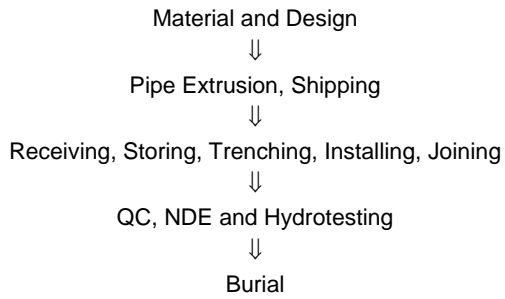 Material and Design
⇓
Pipe Extrusion, Shipping
⇓
Receiving, Storing, Trenching, Installing, Joining
⇓
QC, NDE and Hydrotesting
⇓
Burial